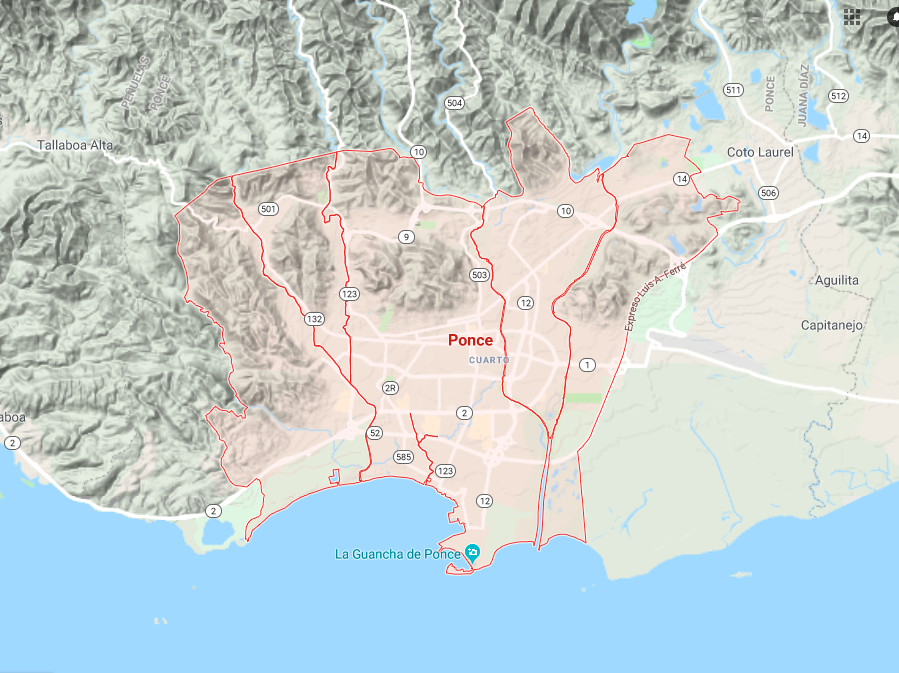 504
511
512
PEÑUELAS
PONCE
PONCE
JUANA DÍAZ
Tallaboa Alta
10
14
Coto Laurel
14
506
501
10
9
503
Expreso Luis A. Ferré
Aguilita
123
12
132
Capitanejo
Ponce
CUARTO
1
2R
2
aboa
2
52
585
123
12
2
La Guancha de Ponce